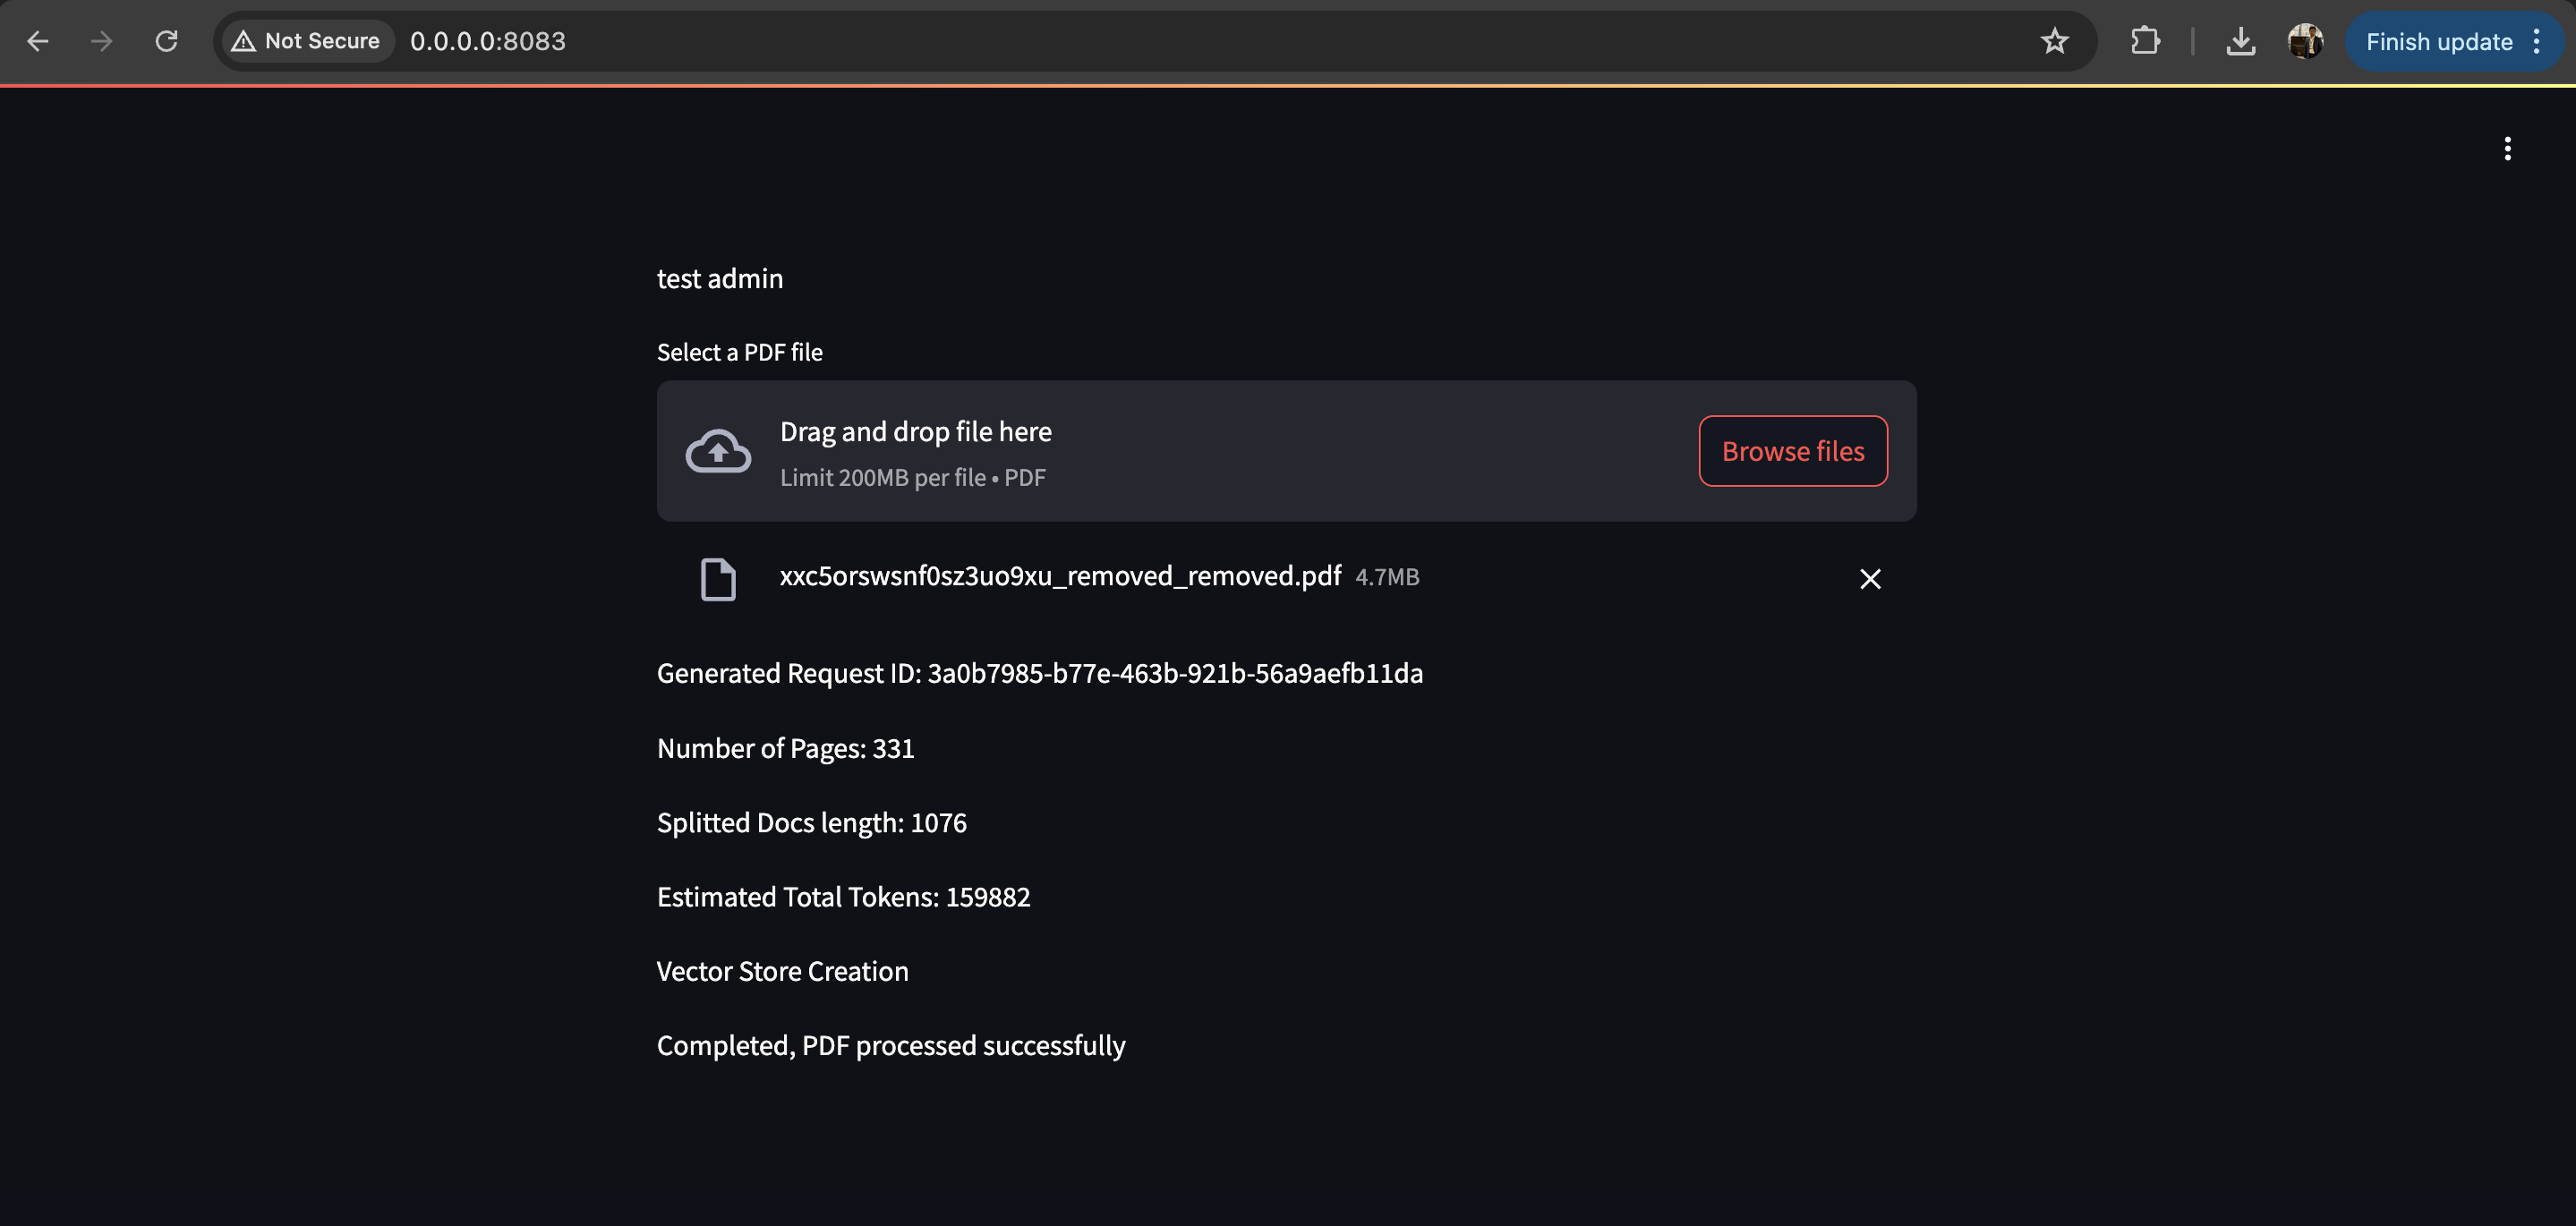 Not Secure 0.0.0.0:8083 Finish update
test admin
Select a PDF file
Drag and drop file here
Limit 200MB per file • PDF
Browse files
xxc5orswsnf0sz3uo9xu_removed_removed.pdf 4.7MB
Generated Request ID: 3a0b7985-b77e-463b-921b-56a9aefb11da
Number of Pages: 331
Splitted Docs length: 1076
Estimated Total Tokens: 159882
Vector Store Creation
Completed, PDF processed successfully